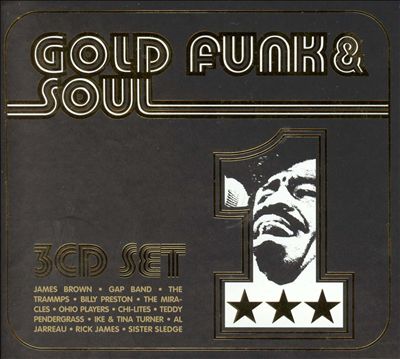 GOLD FUNK &
SOUL
1
3CD SET
JAMES BROWN • GAP BAND • THE
TRAMMPS • BILLY PRESTON • THE MIRA-
CLES • OHIO PLAYERS • CHI-LITES • TEDDY
PENDERGRASS • IKE & TINA TURNER • AL
JARREAU • RICK JAMES • SISTER SLEDGE